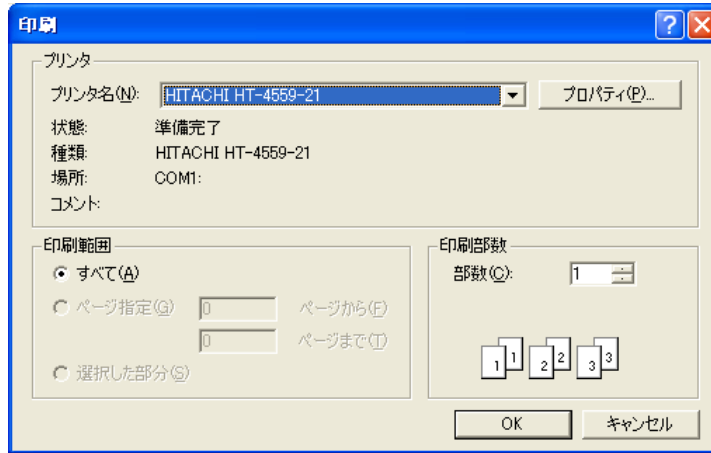 印刷
プリンタ
プリンタ名(N): HITACHI HT-4559-21 プロパティ(P)...
状態: 準備完了
種類: HITACHI HT-4559-21
場所: COM1:
コメント:
印刷範囲
すべて(A)
ページ指定(G) 0 ページから(F)
0 ページまで(T)
選択した部分(S)
印刷部数
部数(C): 1
1 1 2 2 3 3
OK キャンセル